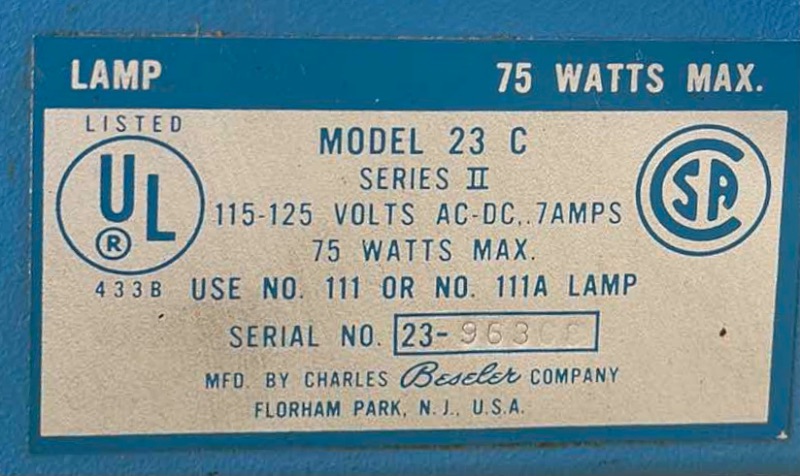 LAMP 75 WATTS MAX.
LISTED
UL
®
433B
MODEL 23 C
SERIES II
115-125 VOLTS AC-DC, .7AMPS
75 WATTS MAX.
USE NO. 111 OR NO. 111A LAMP
SERIAL NO. 23-
MFD. BY CHARLES Beseler COMPANY
FLORHAM PARK, N.J., U.S.A.
CSA